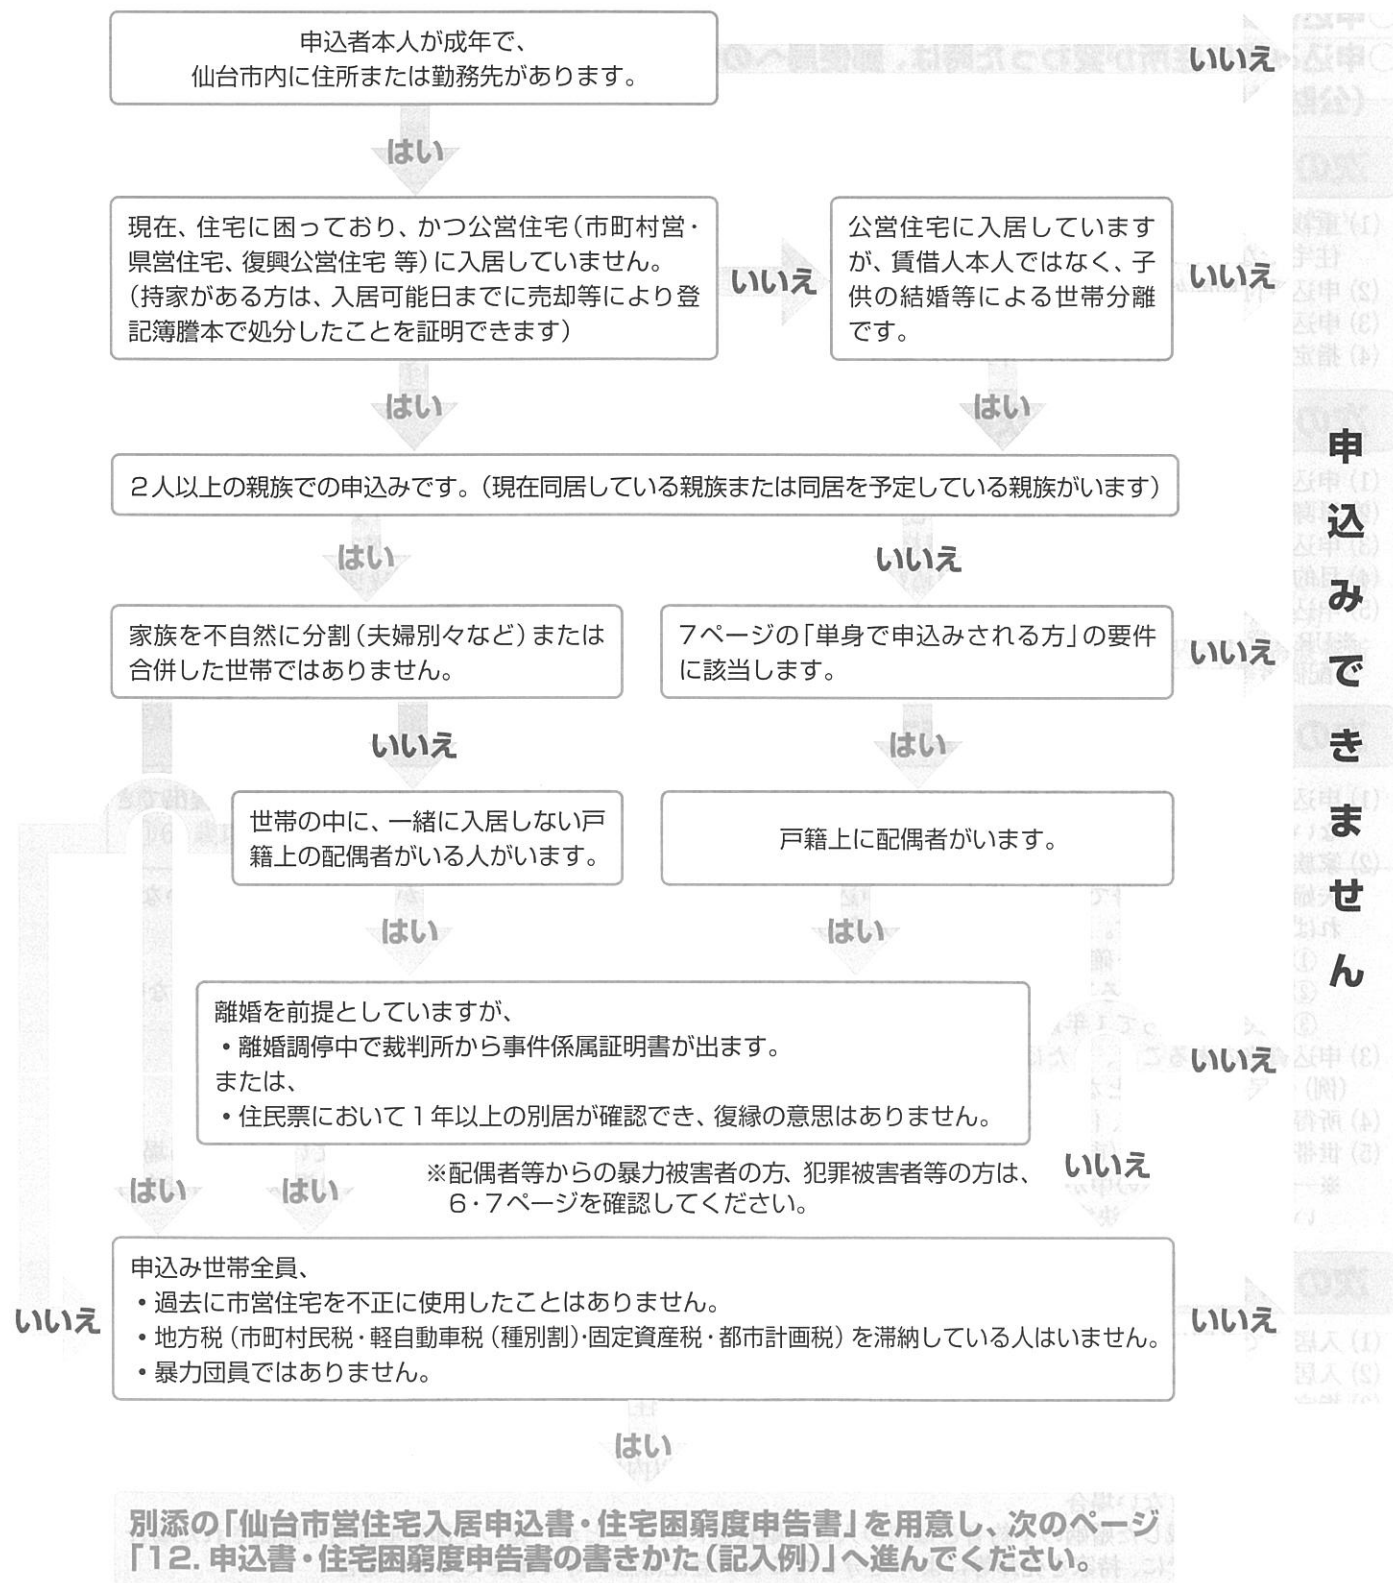 申込者本人が成年で、
仙台市内に住所または勤務先があります。
いいえ
はい
現在、住宅に困っており、かつ公営住宅（市町村営・
県営住宅、復興公営住宅 等）に入居していません。
（持家がある方は、入居可能日までに売却等により登
記簿謄本で処分したことを証明できます）
いいえ
公営住宅に入居しています
が、賃借人本人ではなく、子
供の結婚等による世帯分離
です。
いいえ
はい
はい
２人以上の親族での申込みです。（現在同居している親族または同居を予定している親族がいます）
はい
いいえ
家族を不自然に分割（夫婦別々など）または
合併した世帯ではありません。
7ページの「単身で申込みされる方」の要件
に該当します。
いいえ
いいえ
はい
世帯の中に、一緒に入居しない戸
籍上の配偶者がいる人がいます。
戸籍上に配偶者がいます。
はい
はい
離婚を前提としていますが、
・離婚調停中で裁判所から事件係属証明書が出ます。
または、
・住民票において１年以上の別居が確認でき、復縁の意思はありません。
いいえ
※配偶者等からの暴力被害者の方、犯罪被害者等の方は、
6・7ページを確認してください。
いいえ
はい
はい
申込み世帯全員、
・過去に市営住宅を不正に使用したことはありません。
・地方税（市町村民税・軽自動車税（種別割）・固定資産税・都市計画税）を滞納している人はいません。
・暴力団員ではありません。
いいえ
いいえ
はい
別添の「仙台市営住宅入居申込書・住宅困窮度申告書」を用意し、次のページ
「12. 申込書・住宅困窮度申告書の書きかた（記入例）」へ進んでください。
申込みできません